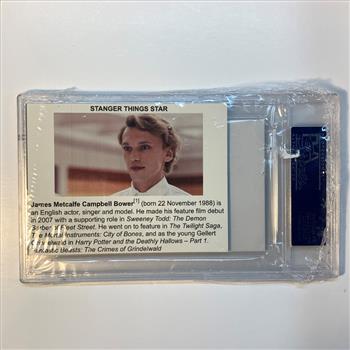 STANGER THINGS STAR
James Metcalfe Campbell Bower[1] (born 22 November 1988) is
an English actor, singer and model. He made his feature film debut
in 2007 with a supporting role in Sweeney Todd: The Demon
Barber of Fleet Street. He went on to feature in The Twilight Saga,
The Mortal Instruments: City of Bones, and as the young Gellert
Grindelwald in Harry Potter and the Deathly Hallows – Part 1.
Fantastic Beasts: The Crimes of Grindelwald